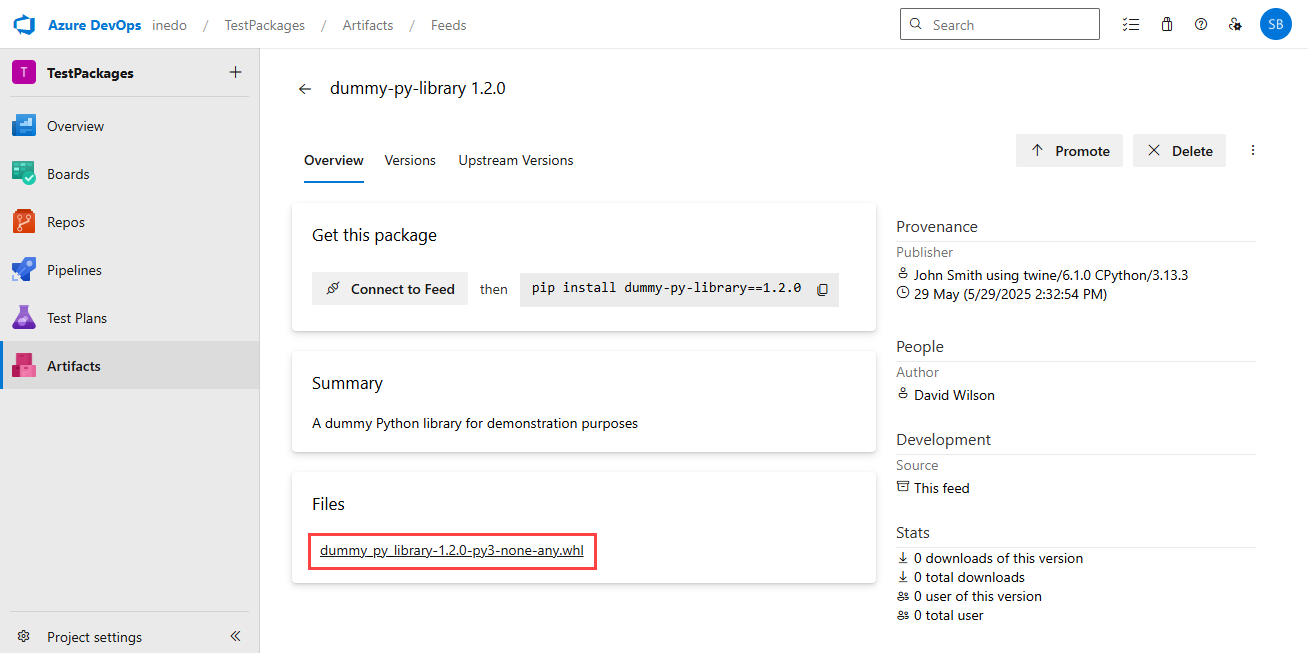 Azure DevOps inedo / TestPackages / Artifacts / Feeds
Search
SB
T TestPackages
Overview
Boards
Repos
Pipelines
Test Plans
Artifacts
Project settings
dummy-py-library 1.2.0
Overview Versions Upstream Versions
Promote Delete
Get this package
Connect to Feed then pip install dummy-py-library==1.2.0
Summary
A dummy Python library for demonstration purposes
Files
dummy_py_library-1.2.0-py3-none-any.whl
Provenance
Publisher
John Smith using twine/6.1.0 CPython/3.13.3
29 May (5/29/2025 2:32:54 PM)
People
Author
David Wilson
Development
Source
This feed
Stats
0 downloads of this version
0 total downloads
0 user of this version
0 total user